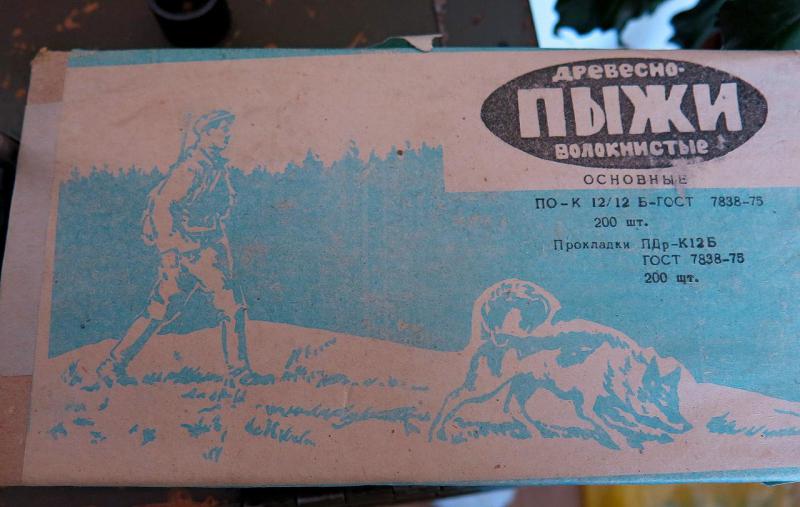 ДРЕВЕСНО-
ПЫЖИ
ВОЛОКНИСТЫЕ
ОСНОВНЫЕ
ПО-К 12/12 Б-ГОСТ 7838-75
200 шт.
Прокладки ПДр-К12Б
ГОСТ 7838-75
200 шт.